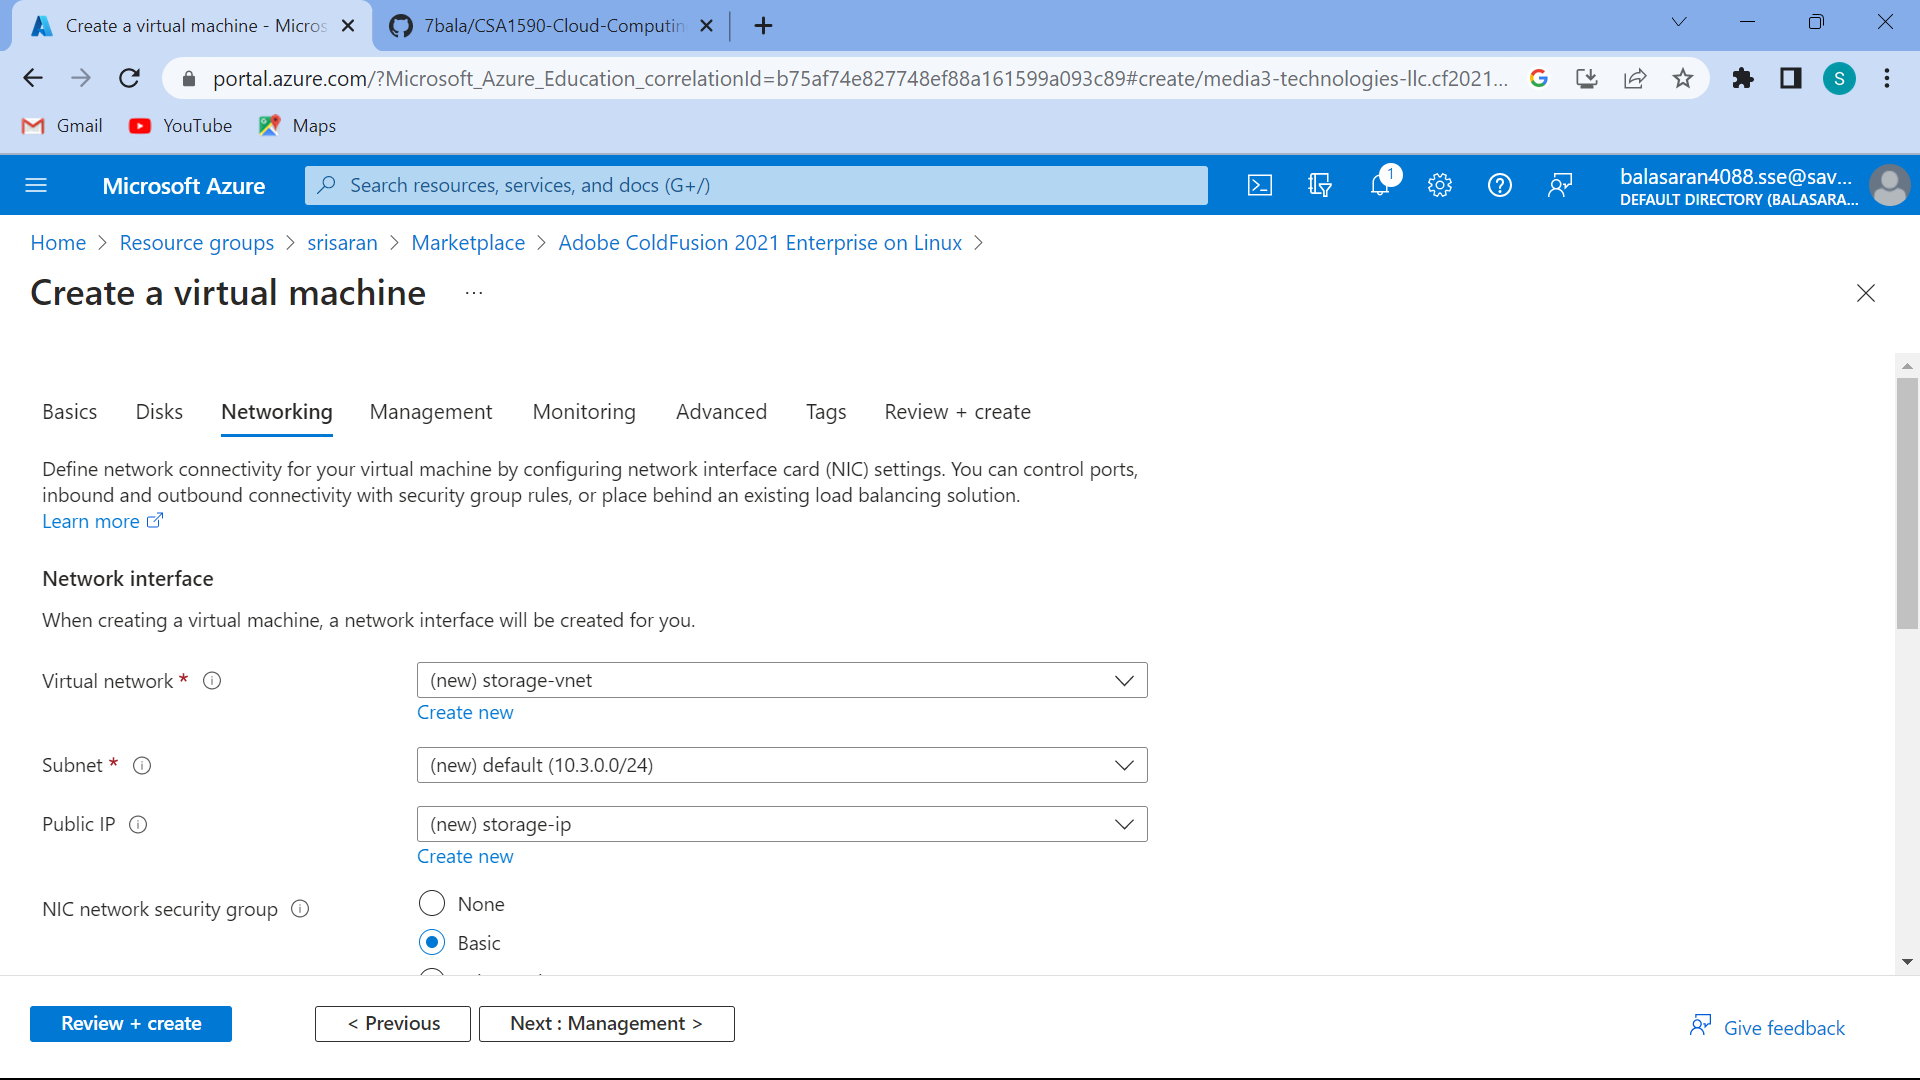 Create a virtual machine - Micros
7bala/CSA1590-Cloud-Computin
portal.azure.com/?Microsoft_Azure_Education_correlationId=b75af74e827748ef88a161599a093c89#create/media3-technologies-llc.cf2021...
S
Gmail
YouTube
Maps
Microsoft Azure
Search resources, services, and docs (G+/)
1
balasaran4088.sse@sav...
DEFAULT DIRECTORY (BALASARA...
Home > Resource groups > srisaran > Marketplace > Adobe ColdFusion 2021 Enterprise on Linux >
Create a virtual machine ...
Basics Disks Networking Management Monitoring Advanced Tags Review + create
Define network connectivity for your virtual machine by configuring network interface card (NIC) settings. You can control ports,
inbound and outbound connectivity with security group rules, or place behind an existing load balancing solution.
Learn more
Network interface
When creating a virtual machine, a network interface will be created for you.
Virtual network * (new) storage-vnet
Create new
Subnet * (new) default (10.3.0.0/24)
Public IP (new) storage-ip
Create new
NIC network security group
None
Basic
Review + create
< Previous
Next : Management >
Give feedback